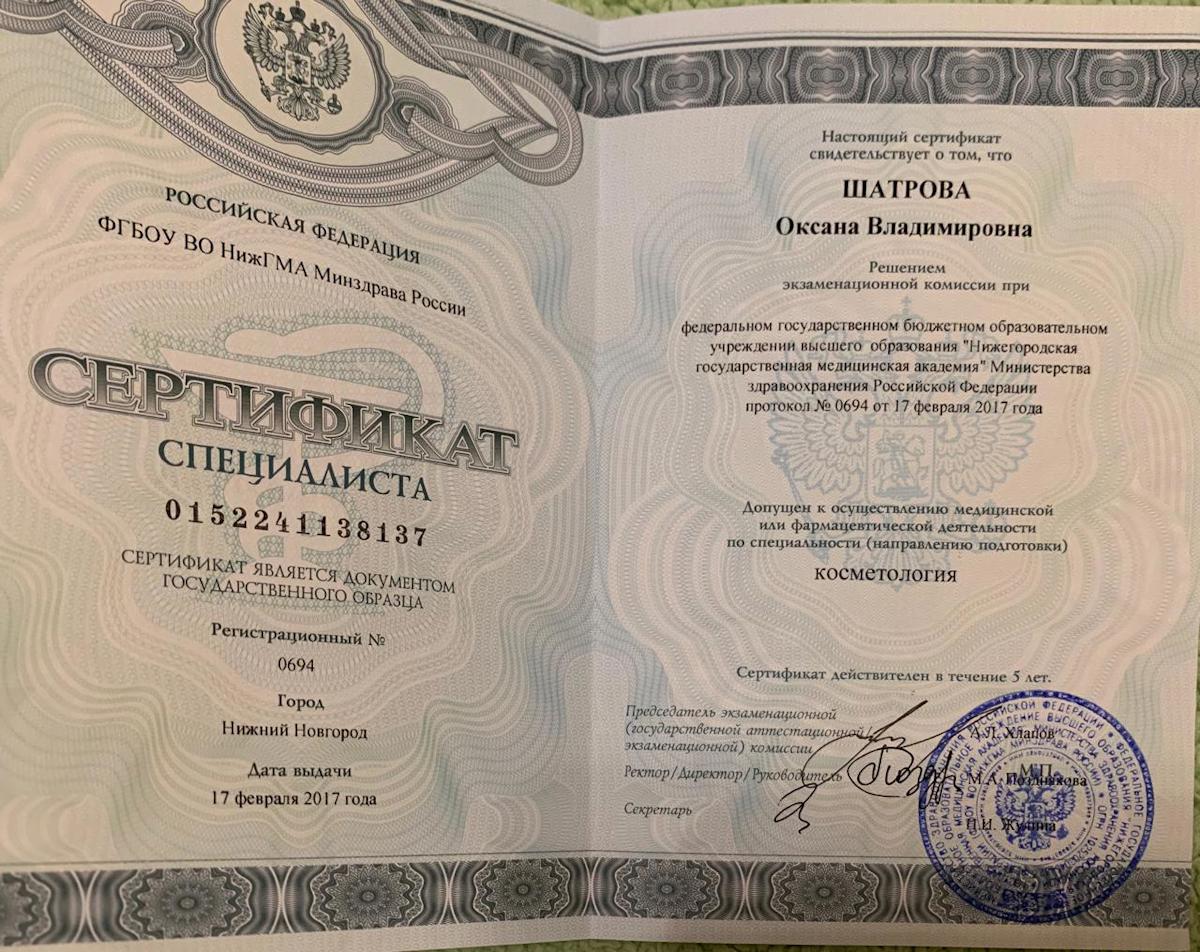 РОССИЙСКАЯ ФЕДЕРАЦИЯ
ФГБОУ ВО НижГМА Минздрава России
СЕРТИФИКАТ
СПЕЦИАЛИСТА
0152241138137
СЕРТИФИКАТ ЯВЛЯЕТСЯ ДОКУМЕНТОМ
ГОСУДАРСТВЕННОГО ОБРАЗЦА
Регистрационный №
0694
Город
Нижний Новгород
Дата выдачи
17 февраля 2017 года
Настоящий сертификат
свидетельствует о том, что
ШАТРОВА
Оксана Владимировна
Решением
экзаменационной комиссии при
федеральном государственном бюджетном образовательном
учреждении высшего образования "Нижегородская
государственная медицинская академия" Министерства
здравоохранения Российской Федерации
протокол № 0694 от 17 февраля 2017 года
Допущен к осуществлению медицинской
или фармацевтической деятельности
по специальности (направлению подготовки)
косметология
Сертификат действителен в течение 5 лет.
Председатель экзаменационной
(государственной аттестационной/
экзаменационной) комиссии
А.Л. Хлапов
Ректор/Директор/Руководитель
М.П.
М.А. Позднякова
Секретарь
Н.И. Жулина